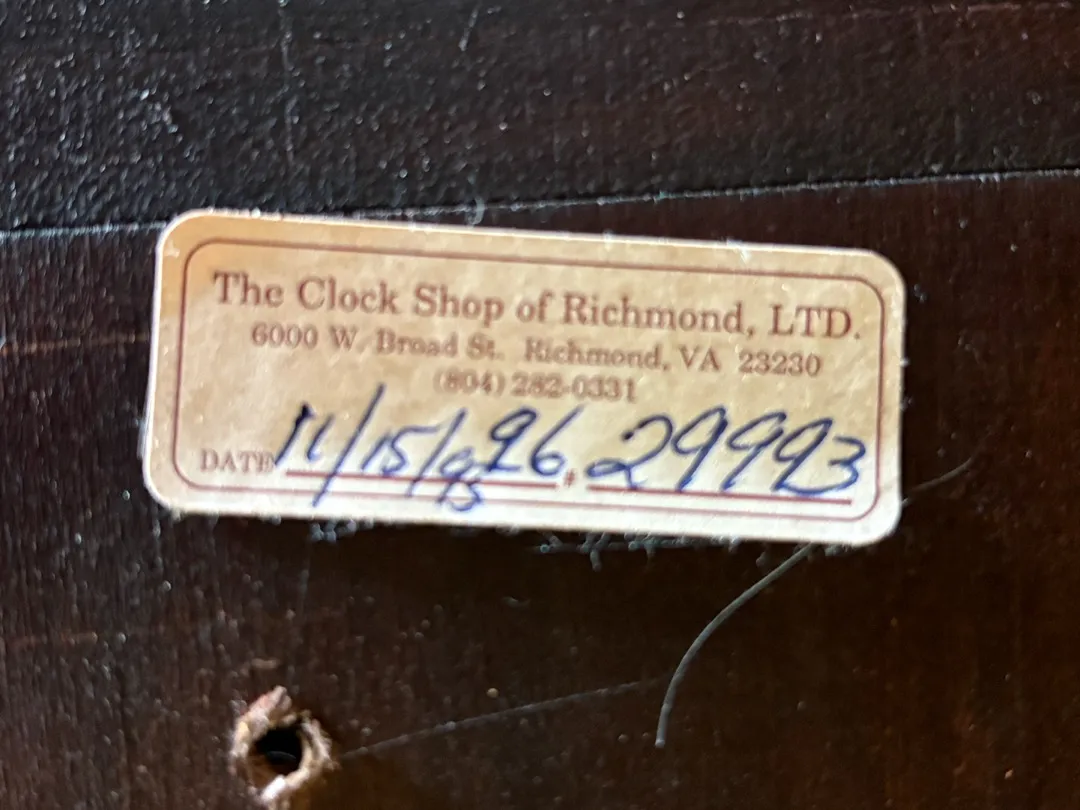 The Clock Shop of Richmond, LTD.
6000 W. Broad St. Richmond, VA 23230
(804) 282-0331
DATE 11/15/96 # 29993